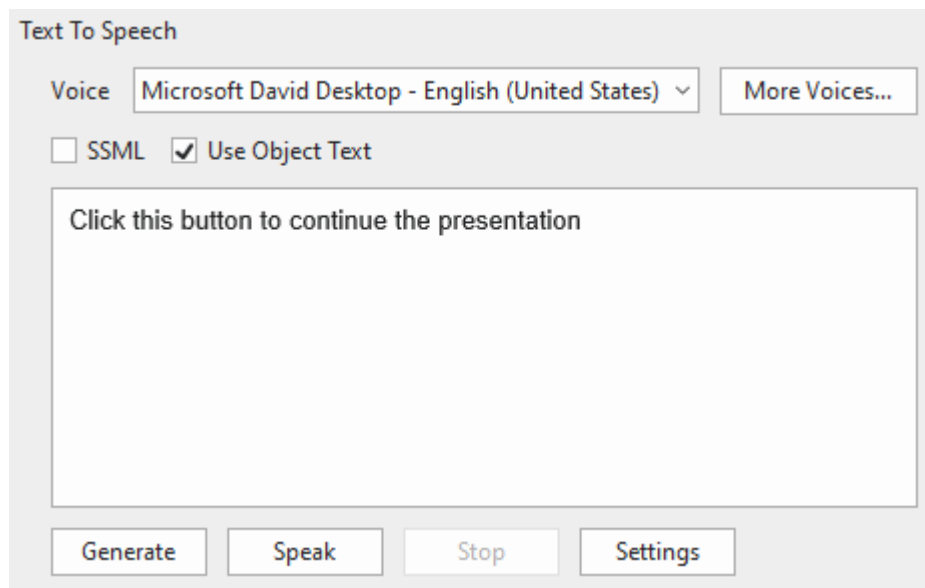 Text To Speech
Voice Microsoft David Desktop - English (United States) More Voices...
SSML Use Object Text
Click this button to continue the presentation
Generate Speak Stop Settings